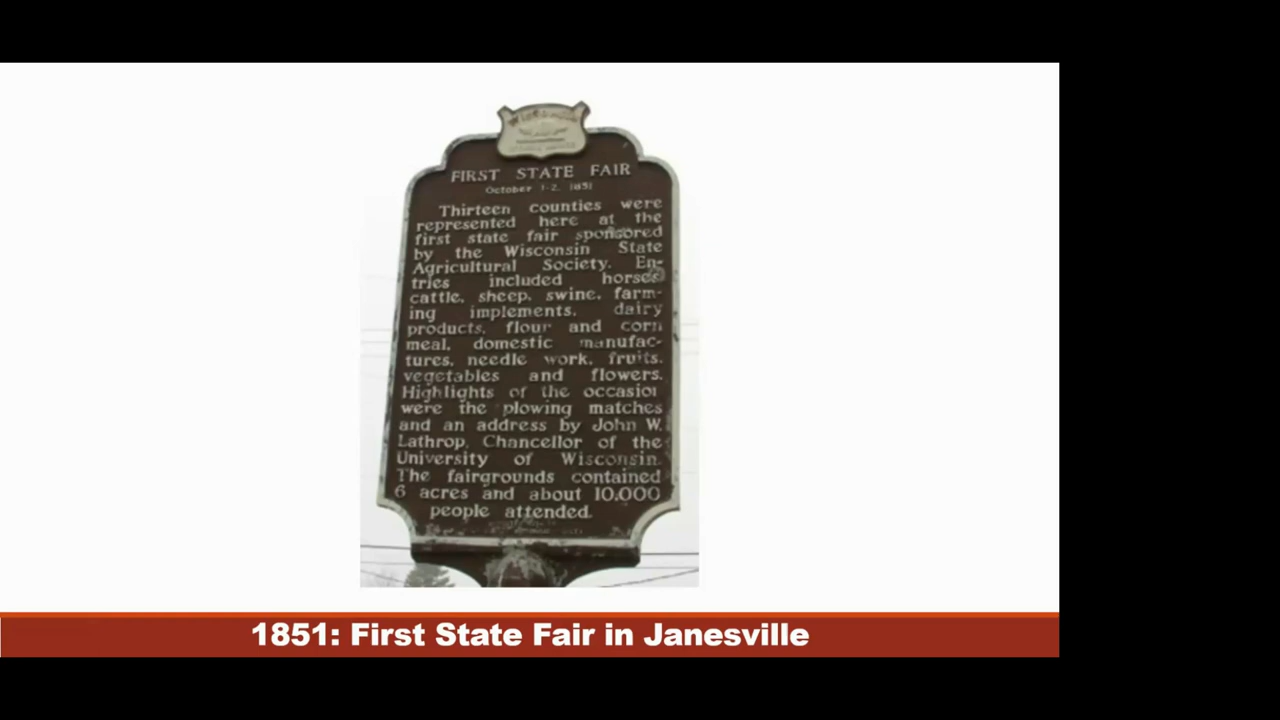 Wisconsin
FIRST STATE FAIR
October 1-2, 1851
Thirteen counties were
represented here at the
first state fair sponsored
by the Wisconsin State
Agricultural Society. En-
tries included horses
cattle, sheep, swine, farm-
ing implements, dairy
products, flour and corn
meal, domestic manufac-
tures, needle work, fruits,
vegetables and flowers.
Highlights of the occasion
were the plowing matches
and an address by John W.
Lathrop, Chancellor of the
University of Wisconsin.
The fairgrounds contained
6 acres and about 10,000
people attended.
1851: First State Fair in Janesville